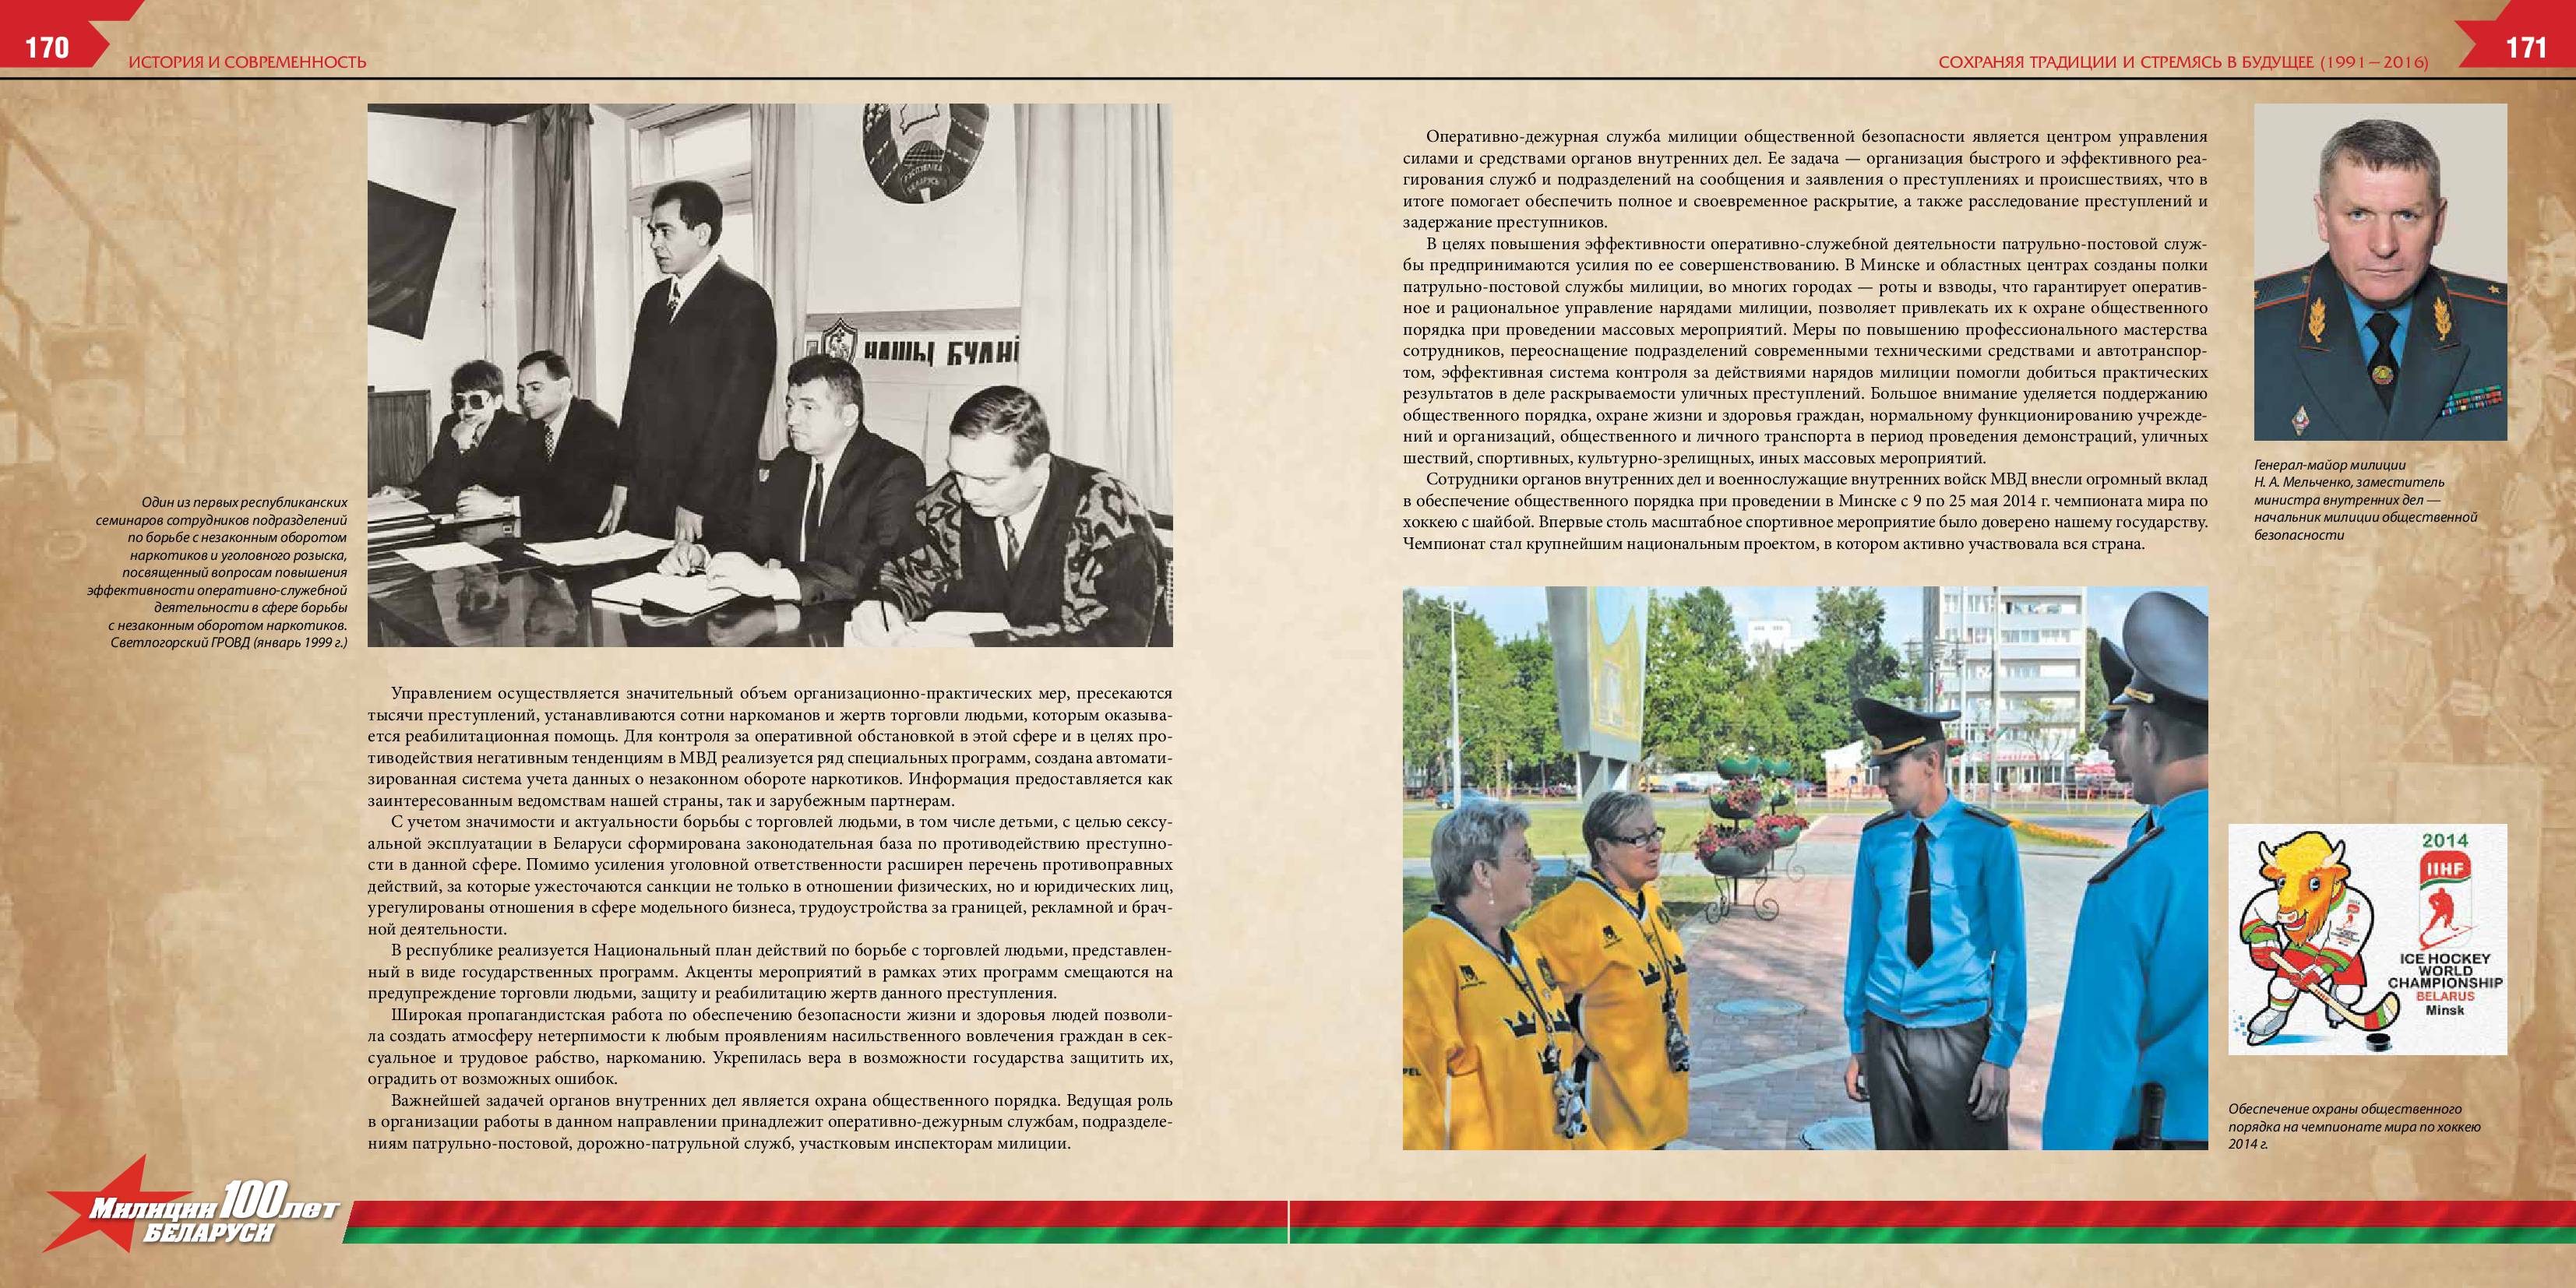 170
ИСТОРИЯ И СОВРЕМЕННОСТЬ
РЭСПУБЛІКА
БЕЛАРУСЬ
НАШЫ БУДНІ
Один из первых республиканских
семинаров сотрудников подразделений
по борьбе с незаконным оборотом
наркотиков и уголовного розыска,
посвященный вопросам повышения
эффективности оперативно-служебной
деятельности в сфере борьбы
с незаконным оборотом наркотиков.
Светлогорский ГРОВД (январь 1999 г.)
Управлением осуществляется значительный объем организационно-практических мер, пресекаются
тысячи преступлений, устанавливаются сотни наркоманов и жертв торговли людьми, которым оказыва-
ется реабилитационная помощь. Для контроля за оперативной обстановкой в этой сфере и в целях про-
тиводействия негативным тенденциям в МВД реализуется ряд специальных программ, создана автомати-
зированная система учета данных о незаконном обороте наркотиков. Информация предоставляется как
заинтересованным ведомствам нашей страны, так и зарубежным партнерам.
С учетом значимости и актуальности борьбы с торговлей людьми, в том числе детьми, с целью сексу-
альной эксплуатации в Беларуси сформирована законодательная база по противодействию преступно-
сти в данной сфере. Помимо усиления уголовной ответственности расширен перечень противоправных
действий, за которые ужесточаются санкции не только в отношении физических, но и юридических лиц,
урегулированы отношения в сфере модельного бизнеса, трудоустройства за границей, рекламной и брач-
ной деятельности.
В республике реализуется Национальный план действий по борьбе с торговлей людьми, представлен-
ный в виде государственных программ. Акценты мероприятий в рамках этих программ смещаются на
предупреждение торговли людьми, защиту и реабилитацию жертв данного преступления.
Широкая пропагандистская работа по обеспечению безопасности жизни и здоровья людей позволи-
ла создать атмосферу нетерпимости к любым проявлениям насильственного вовлечения граждан в сек-
суальное и трудовое рабство, наркоманию. Укрепилась вера в возможности государства защитить их,
оградить от возможных ошибок.
Важнейшей задачей органов внутренних дел является охрана общественного порядка. Ведущая роль
в организации работы в данном направлении принадлежит оперативно-дежурным службам, подразделе-
ниям патрульно-постовой, дорожно-патрульной служб, участковым инспекторам милиции.
Милиции 100 лет
БЕЛАРУСИ
СОХРАНЯЯ ТРАДИЦИИ И СТРЕМЯСЬ В БУДУЩЕЕ (1991—2016)
171
Оперативно-дежурная служба милиции общественной безопасности является центром управления
силами и средствами органов внутренних дел. Ее задача — организация быстрого и эффективного реа-
гирования служб и подразделений на сообщения и заявления о преступлениях и происшествиях, что в
итоге помогает обеспечить полное и своевременное раскрытие, а также расследование преступлений и
задержание преступников.
В целях повышения эффективности оперативно-служебной деятельности патрульно-постовой служ-
бы предпринимаются усилия по ее совершенствованию. В Минске и областных центрах созданы полки
патрульно-постовой службы милиции, во многих городах — роты и взводы, что гарантирует оператив-
ное и рациональное управление нарядами милиции, позволяет привлекать их к охране общественного
порядка при проведении массовых мероприятий. Меры по повышению профессионального мастерства
сотрудников, переоснащение подразделений современными техническими средствами и автотранспор-
том, эффективная система контроля за действиями нарядов милиции помогли добиться практических
результатов в деле раскрываемости уличных преступлений. Большое внимание уделяется поддержанию
общественного порядка, охране жизни и здоровья граждан, нормальному функционированию учрежде-
ний и организаций, общественного и личного транспорта в период проведения демонстраций, уличных
шествий, спортивных, культурно-зрелищных, иных массовых мероприятий.
Сотрудники органов внутренних дел и военнослужащие внутренних войск МВД внесли огромный вклад
в обеспечение общественного порядка при проведении в Минске с 9 по 25 мая 2014 г. чемпионата мира по
хоккею с шайбой. Впервые столь масштабное спортивное мероприятие было доверено нашему государству.
Чемпионат стал крупнейшим национальным проектом, в котором активно участвовала вся страна.
Генерал-майор милиции
Н. А. Мельченко, заместитель
министра внутренних дел —
начальник милиции общественной
безопасности
2014
IIHF
ICE HOCKEY
WORLD
CHAMPIONSHIP
BELARUS
Minsk
Обеспечение охраны общественного
порядка на чемпионате мира по хоккею
2014 г.